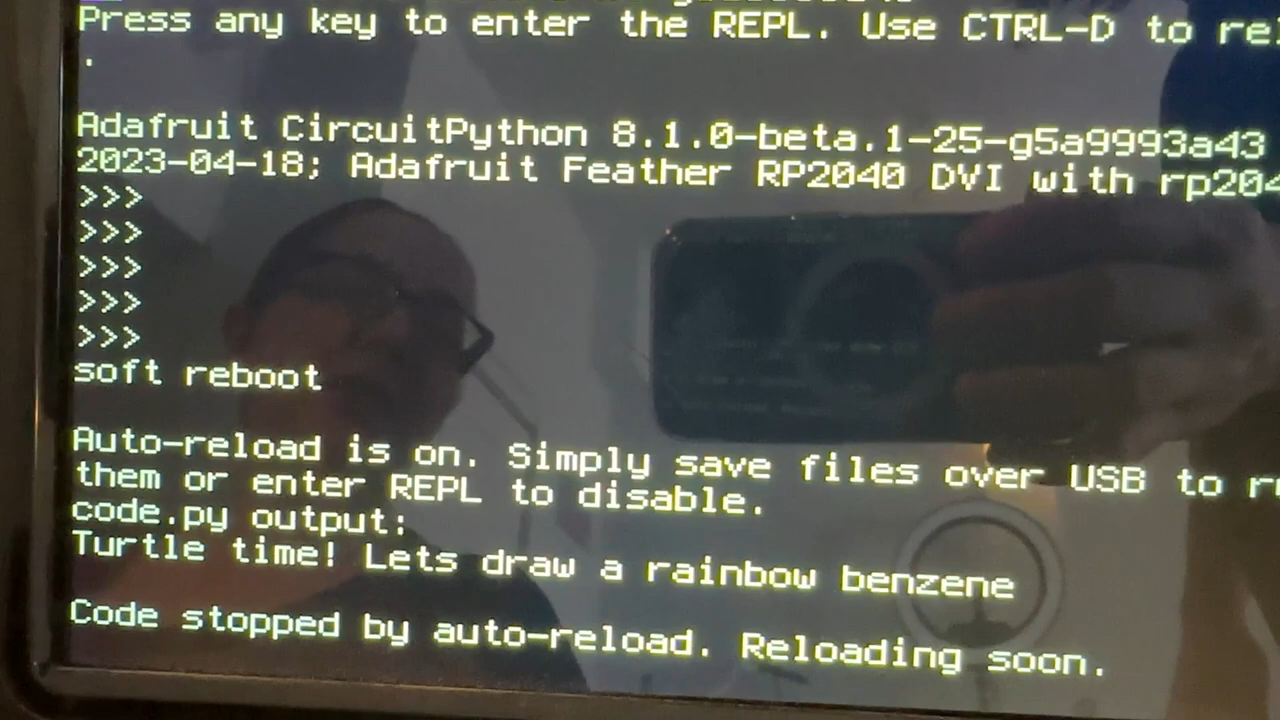 Press any key to enter the REPL. Use CTRL-D to
.
Adafruit CircuitPython 8.1.0-beta.1-25-g5a9993a43
2023-04-18; Adafruit Feather RP2040 DVI with rp204
>>>
>>>
>>>
>>>
>>>
soft reboot
Auto-reload is on. Simply save files over USB to
them or enter REPL to disable.
code.py output:
Turtle time! Lets draw a rainbow benzene
Code stopped by auto-reload. Reloading soon.